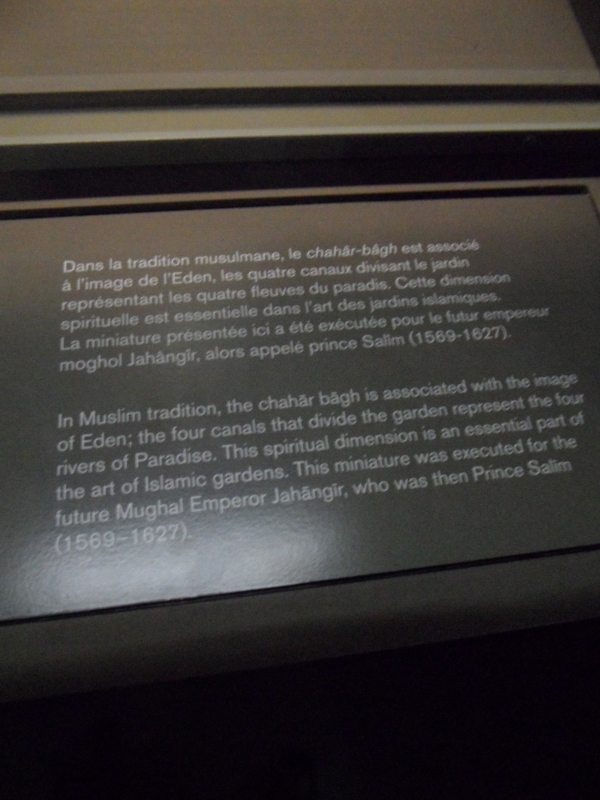 Dans la tradition musulmane, le chahâr-bâgh est associé
à l'image de l'Eden, les quatre canaux divisant le jardin
représentant les quatre fleuves du paradis. Cette dimension
spirituelle est essentielle dans l'art des jardins islamiques.
La miniature présentée ici a été exécutée pour le futur empereur
moghol Jahângîr, alors appelé prince Salîm (1569-1627).
In Muslim tradition, the chahār bāgh is associated with the image
of Eden; the four canals that divide the garden represent the four
rivers of Paradise. This spiritual dimension is an essential part of
the art of Islamic gardens. This miniature was executed for the
future Mughal Emperor Jahāngīr, who was then Prince Salīm
(1569–1627).